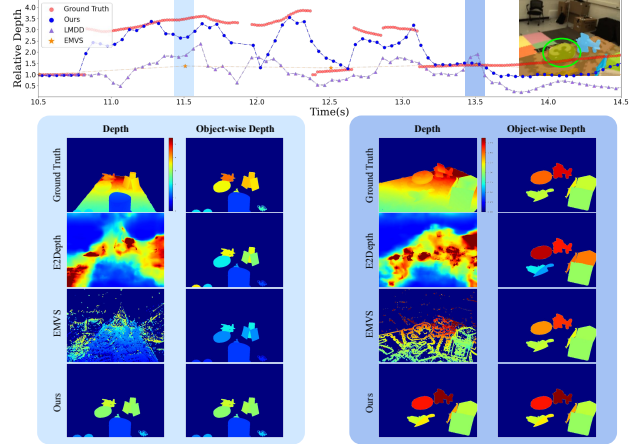 Relative Depth
4.0
3.5
3.0
2.5
2.0
1.5
1.0
0.5
Ground Truth
Ours
LMDD
EMVS
10.5 11.0 11.5 12.0 12.5 13.0 13.5 14.0 14.5
Time(s)
Depth Object-wise Depth
Ground Truth
E2Depth
EMVS
Ours
Depth Object-wise Depth
Ground Truth
E2Depth
EMVS
Ours